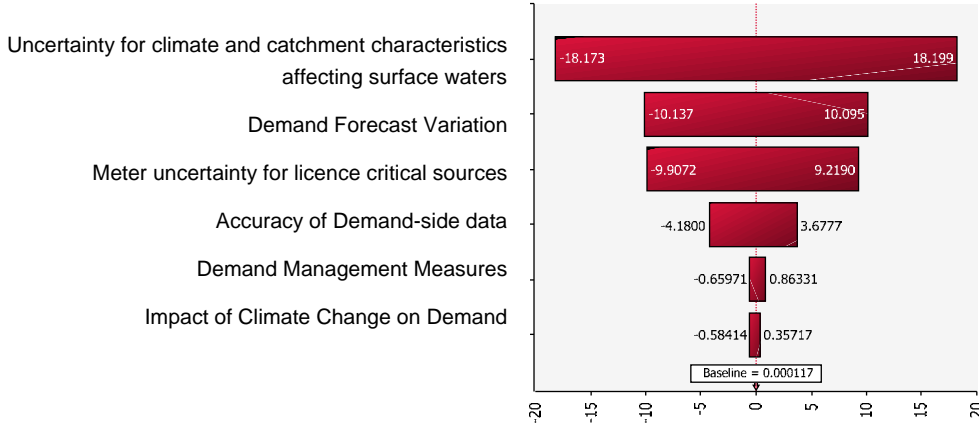 Uncertainty for climate and catchment characteristics
affecting surface waters
-18.173 18.199
Demand Forecast Variation
-10.137 10.095
Meter uncertainty for licence critical sources
-9.9072 9.2190
Accuracy of Demand-side data
-4.1800 3.6777
Demand Management Measures
-0.65971 0.86331
Impact of Climate Change on Demand
-0.58414 0.35717
Baseline = 0.000117
-20 -15 -10 -5 0 5 10 15 20